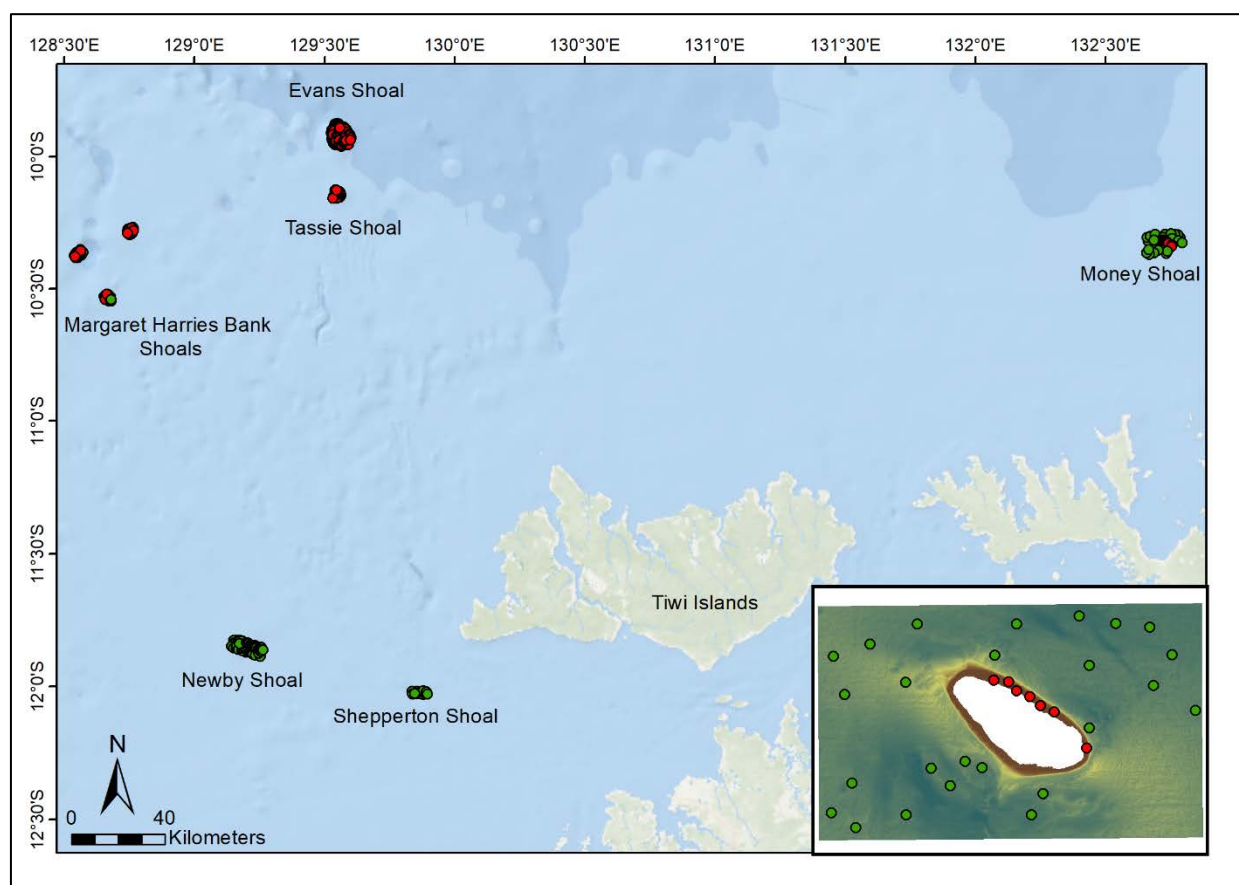 128°30'E 129°0'E 129°30'E 130°0'E 130°30'E 131°0'E 131°30'E 132°0'E 132°30'E
Evans Shoal
10°0'S
Tassie Shoal
Money Shoal
10°30'S
Margaret Harries Bank
Shoals
11°0'S
11°30'S
Tiwi Islands
Newby Shoal
12°0'S
Shepperton Shoal
N
12°30'S
0 40
Kilometers